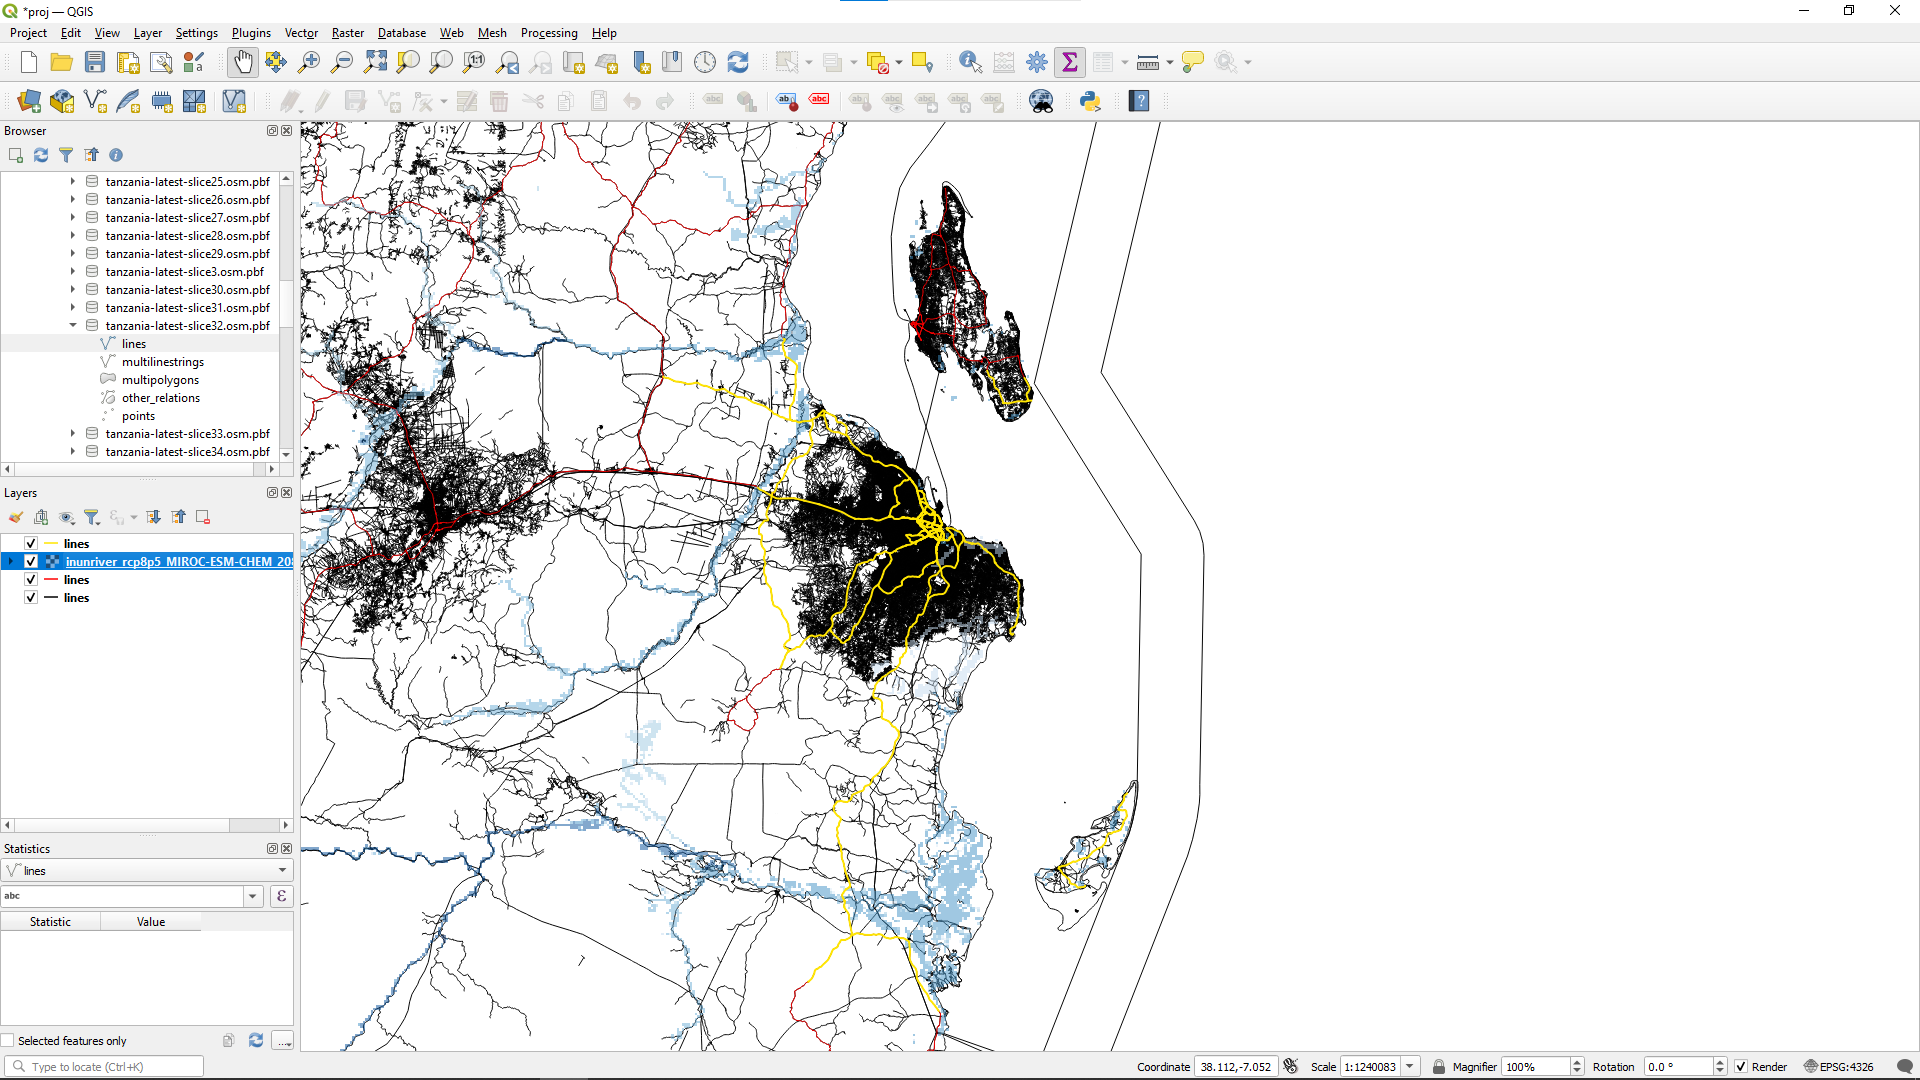 *proj — QGIS
Project Edit View Layer Settings Plugins Vector Raster Database Web Mesh Processing Help
Browser
tanzania-latest-slice25.osm.pbf
tanzania-latest-slice26.osm.pbf
tanzania-latest-slice27.osm.pbf
tanzania-latest-slice28.osm.pbf
tanzania-latest-slice29.osm.pbf
tanzania-latest-slice3.osm.pbf
tanzania-latest-slice30.osm.pbf
tanzania-latest-slice31.osm.pbf
tanzania-latest-slice32.osm.pbf
lines
multilinestrings
multipolygons
other_relations
points
tanzania-latest-slice33.osm.pbf
tanzania-latest-slice34.osm.pbf
Layers
lines
inunriver_rcp8p5_MIROC-ESM-CHEM_20
lines
lines
Statistics
lines
abc
ε
Statistic Value
Selected features only
...
Type to locate (Ctrl+K)
Coordinate 38.112,-7.052 Scale 1:1240083 Magnifier 100% Rotation 0.0 ° Render EPSG:4326